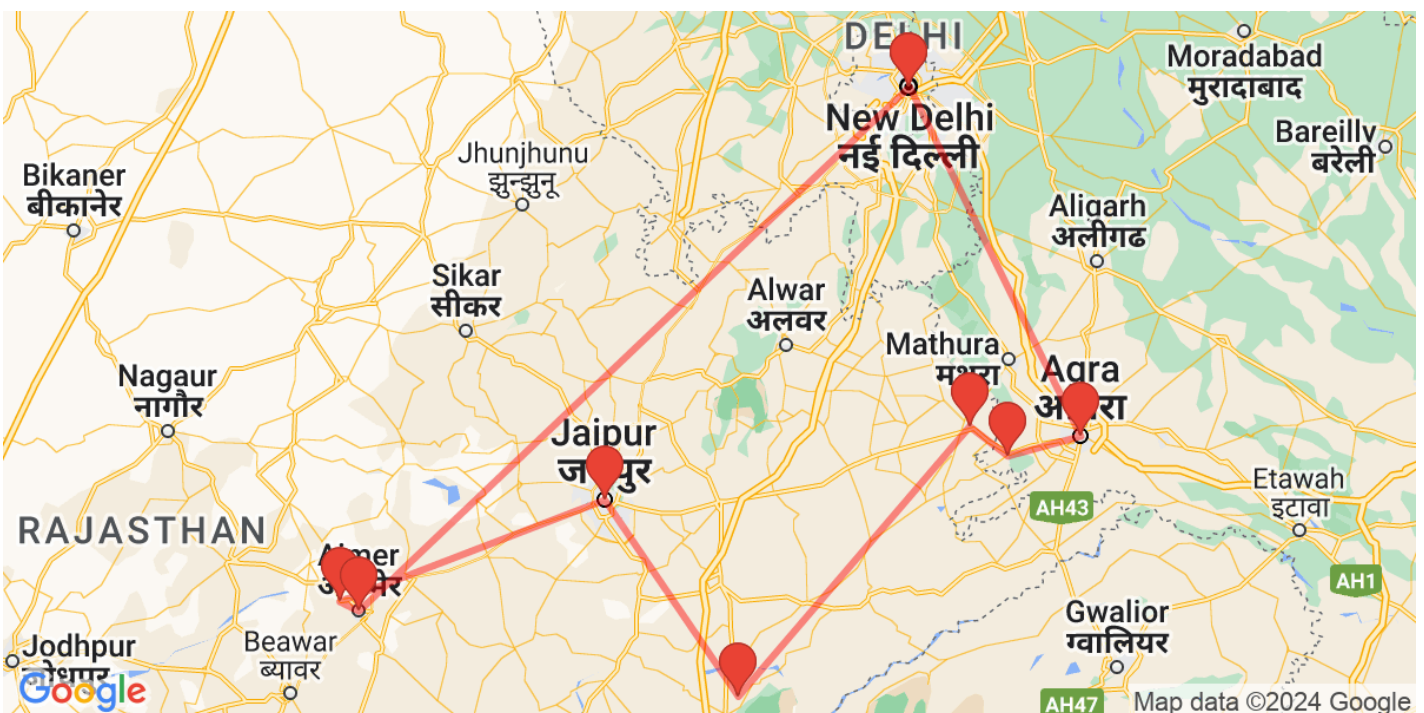 DELHI
New Delhi
नई दिल्ली
Moradabad
मुरादाबाद
Bareilly
बरेली
Jhunjhunu
झुन्झुनू
Bikaner
बीकानेर
Aligarh
अलीगढ
Sikar
सीकर
Alwar
अलवर
Mathura
Agra
Nagaur
नागौर
Jaipur
Etawah
इटावा
AH43
RAJASTHAN
Ajmer
AH1
Gwalior
ग्वालियर
Beawar
ब्यावर
Jodhpur
Google
AH47
Map data ©2024 Google